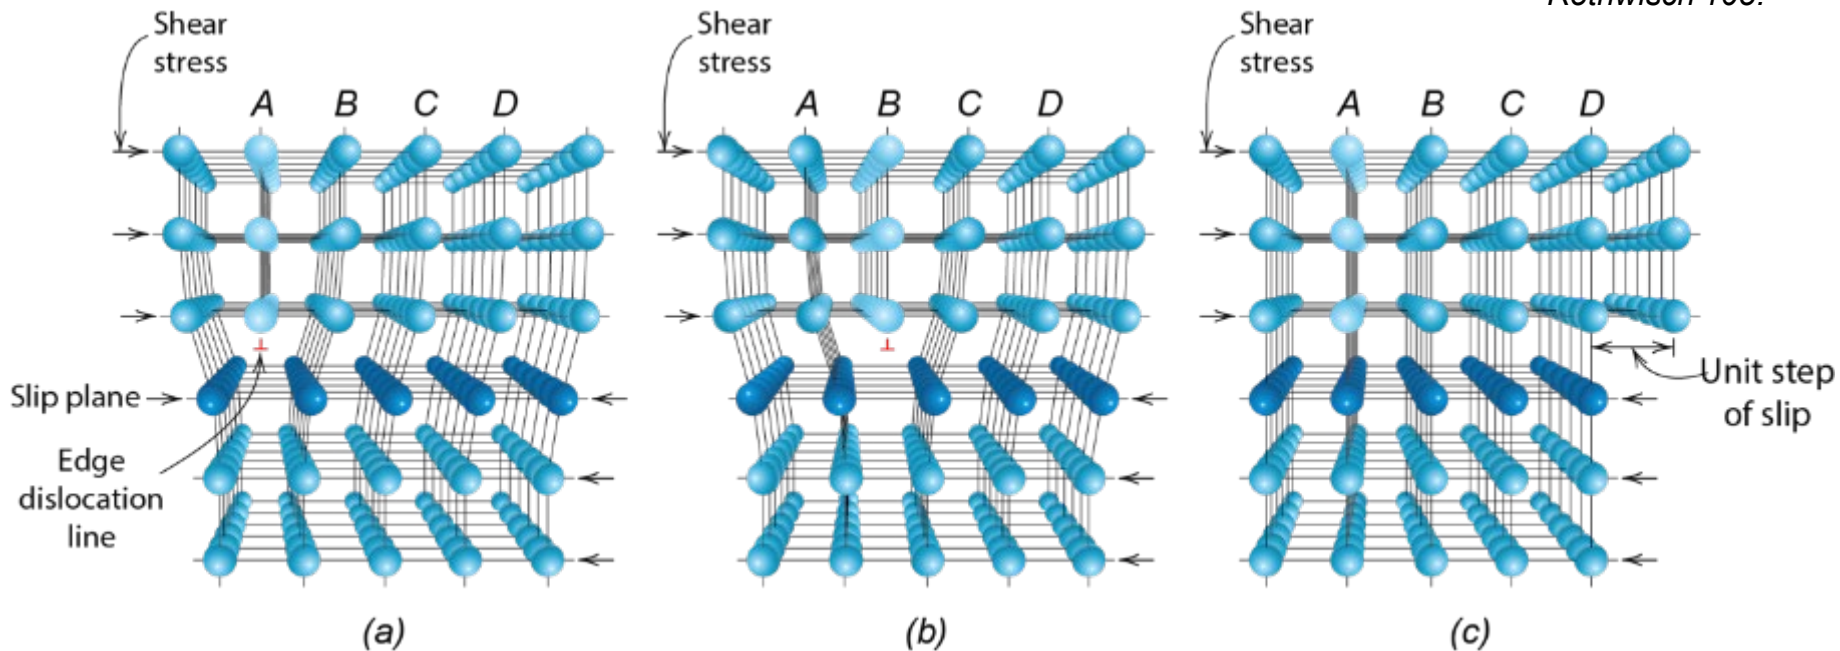 Shear
stress
A B C D
Slip plane
Edge
dislocation
line
(a)
Shear
stress
A B C D
(b)
Shear
stress
A B C D
Unit step
of slip
(c)